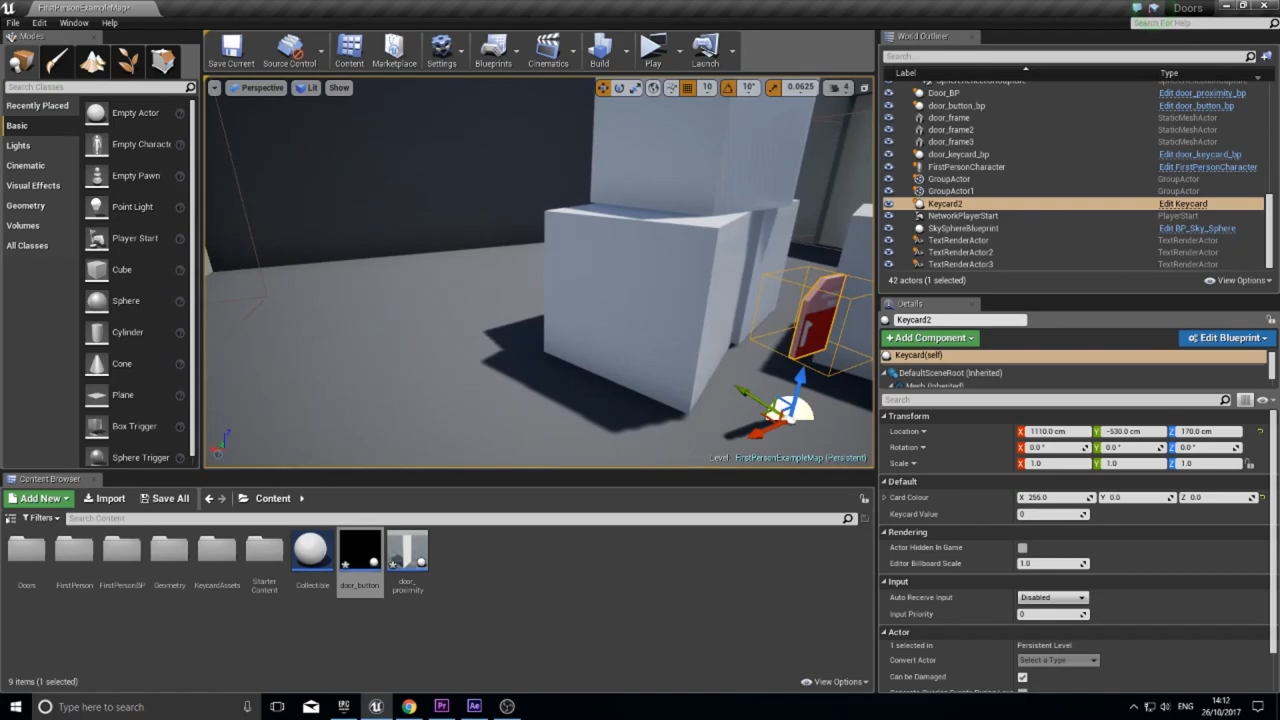 FirstPersonExampleMap*
Doors
File Edit Window Help
Search For Help
Modes
Save Current Source Control Content Marketplace Settings Blueprints Cinematics Build Play Launch
Search Classes
Recently Placed
Basic
Lights
Cinematic
Visual Effects
Geometry
Volumes
All Classes
Empty Actor
Empty Charact
Empty Pawn
Point Light
Player Start
Cube
Sphere
Cylinder
Cone
Plane
Box Trigger
Sphere Trigger
Perspective Lit Show
10 10° 0.0625 4
Level: FirstPersonExampleMap (Persistent)
World Outliner
Search...
Label Type
Door_BP Edit door_proximity_bp
door_button_bp Edit door_button_bp
door_frame StaticMeshActor
door_frame2 StaticMeshActor
door_frame3 StaticMeshActor
door_keycard_bp Edit door_keycard_bp
FirstPersonCharacter Edit FirstPersonCharacter
GroupActor GroupActor
GroupActor1 GroupActor
Keycard2 Edit Keycard
NetworkPlayerStart PlayerStart
SkySphereBlueprint Edit BP_Sky_Sphere
TextRenderActor TextRenderActor
TextRenderActor2 TextRenderActor
TextRenderActor3 TextRenderActor
42 actors (1 selected) View Options
Details
Keycard2
+ Add Component Edit Blueprint
Keycard(self)
DefaultSceneRoot (Inherited)
Mesh (Inherited)
Search
Transform
Location X 1110.0 cm Y -530.0 cm Z 170.0 cm
Rotation X 0.0 ° Y 0.0 ° Z 0.0 °
Scale X 1.0 Y 1.0 Z 1.0
Default
Card Colour X 256.0 Y 0.0 Z 0.0
Keycard Value 0
Rendering
Actor Hidden In Game
Editor Billboard Scale 1.0
Input
Auto Receive Input Disabled
Input Priority 0
Actor
1 selected in Persistent Level
Convert Actor Select a Type
Can be Damaged
Content Browser
Add New Import Save All Content
Filters Search Content
Doors FirstPerson FirstPersonBP Geometry KeycardAssets Starter Content Collectible door_button door_proximity
9 items (1 selected) View Options
Type here to search
Pr Ae
ENG
14:12
26/10/2017